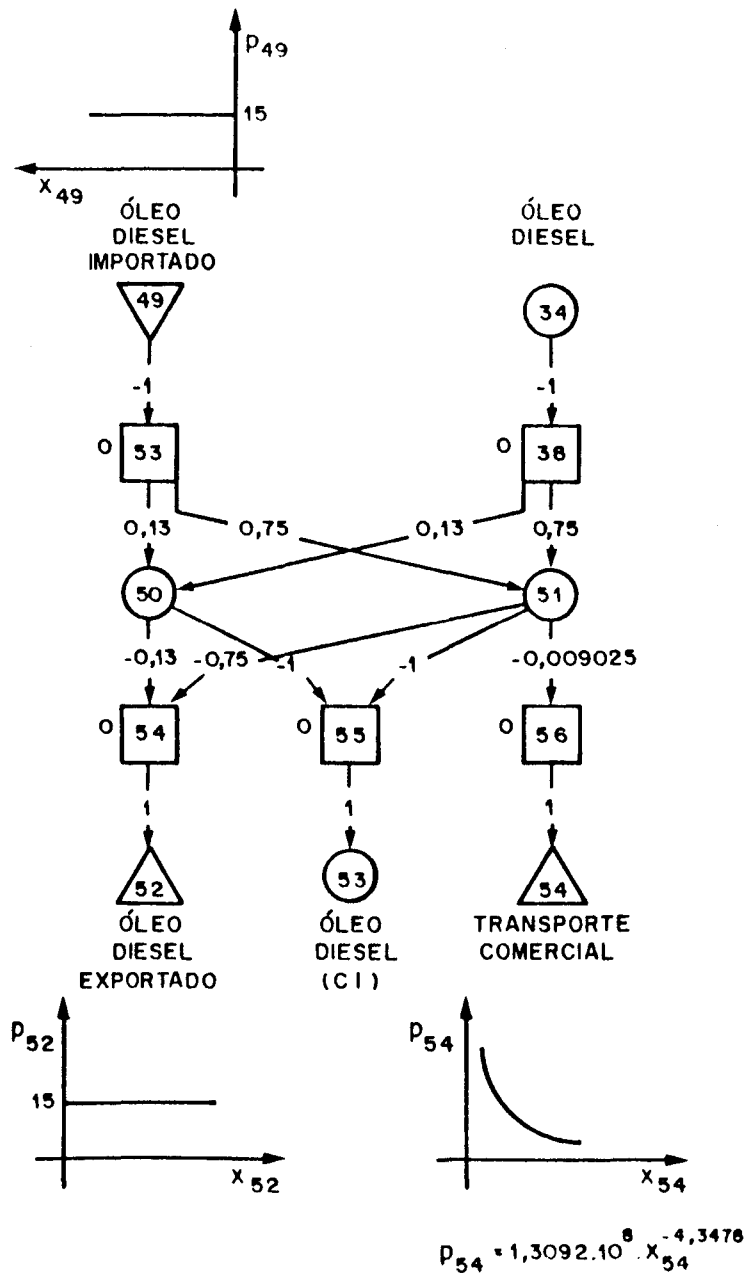 p49
15
x49
ÓLEO
DIESEL
IMPORTADO
ÓLEO
DIESEL
49
34
-1
-1
0
53
0
38
0,13
0,75
0,13
0,75
50
51
-0,13
-0,75
-1
-1
-0,009025
0
54
0
55
0
56
1
1
1
52
53
54
ÓLEO
DIESEL
EXPORTADO
ÓLEO
DIESEL
(CI)
TRANSPORTE
COMERCIAL
p52
15
x52
p54
x54
p54 = 1,3092.10^8 . x54^-4,3478